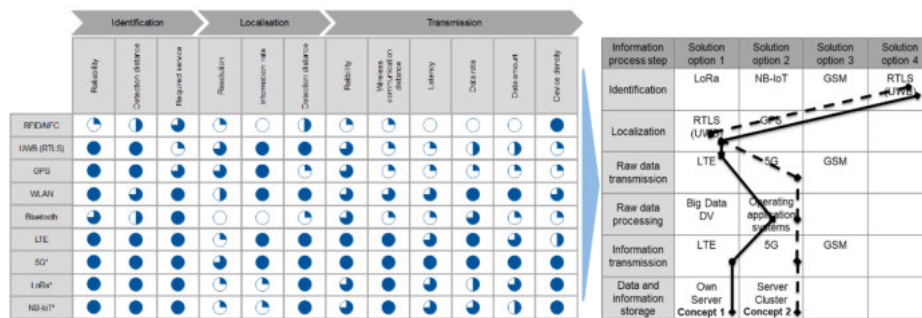 Identification
Localisation
Transmission
Reliability
Detection distance
Required service
Resolution
Information rate
Detection distance
Reliblity
Wireless
communication
distance
Latency
Data rate
Data amount
Device density
RFID/NFC
UWB (RTLS)
GPS
WLAN
Bluetooth
LTE
5G*
LoRa*
NB-IoT*
Information
process step
Solution
option 1
Solution
option 2
Solution
option 3
Solution
option 4
Identification
LoRa
NB-IoT
GSM
RTLS
(UWB)
Localization
RTLS
(UWB)
GPS
Raw data
transmission
LTE
5G
GSM
Raw data
processing
Big Data
DV
Operating
application
systems
Information
transmission
LTE
5G
GSM
Data and
information
storage
Own
Server
Concept 1
Server
Cluster
Concept 2